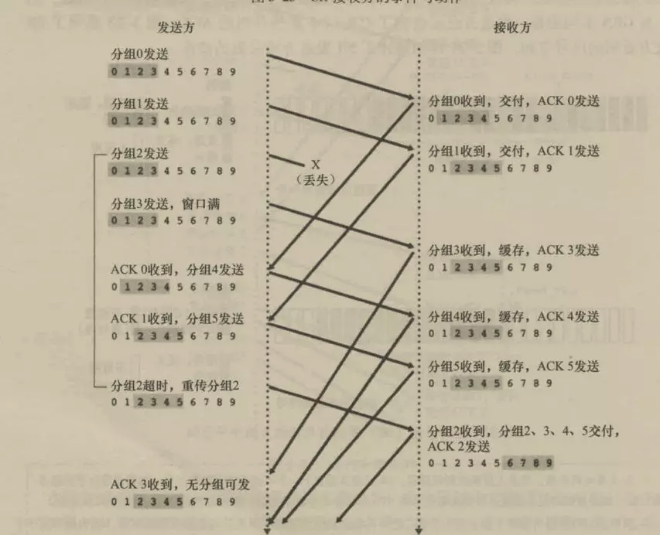 发送方
接收方
分组0发送
0 1 2 3 4 5 6 7 8 9
分组0收到，交付，ACK 0发送
0 1 2 3 4 5 6 7 8 9
分组1发送
0 1 2 3 4 5 6 7 8 9
分组1收到，交付，ACK 1发送
0 1 2 3 4 5 6 7 8 9
分组2发送
0 1 2 3 4 5 6 7 8 9
X
（丢失）
分组3发送，窗口满
0 1 2 3 4 5 6 7 8 9
分组3收到，缓存，ACK 3发送
0 1 2 3 4 5 6 7 8 9
ACK 0收到，分组4发送
0 1 2 3 4 5 6 7 8 9
分组4收到，缓存，ACK 4发送
0 1 2 3 4 5 6 7 8 9
ACK 1收到，分组5发送
0 1 2 3 4 5 6 7 8 9
分组5收到，缓存，ACK 5发送
0 1 2 3 4 5 6 7 8 9
分组2超时，重传分组2
0 1 2 3 4 5 6 7 8 9
分组2收到，分组2、3、4、5交付，
ACK 2发送
0 1 2 3 4 5 6 7 8 9
ACK 3收到，无分组可发
0 1 2 3 4 5 6 7 8 9